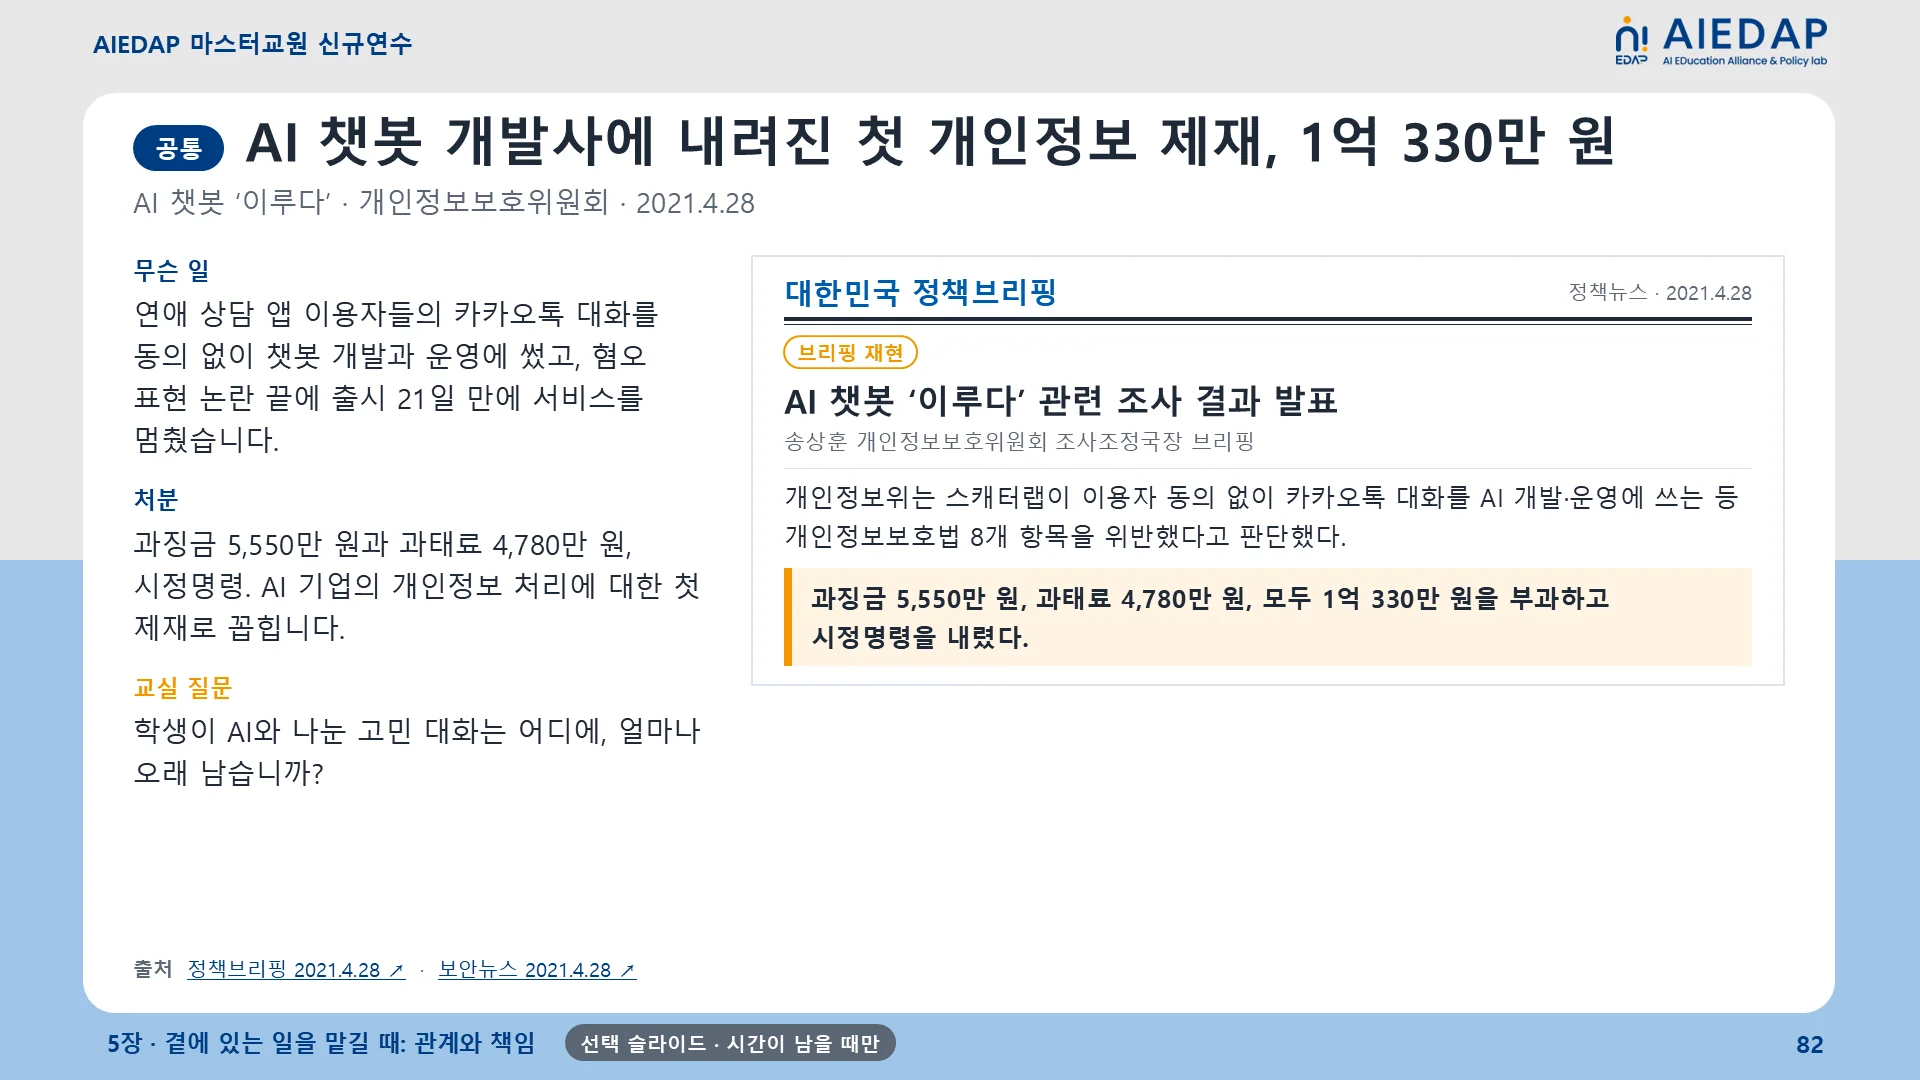 AIEDAP 마스터교원 신규연수
EDAP
AIEDAP
AI EDucation Alliance & Policy lab
공통
AI 챗봇 개발사에 내려진 첫 개인정보 제재, 1억 330만 원
AI 챗봇 ‘이루다’ · 개인정보보호위원회 · 2021.4.28
무슨 일
연애 상담 앱 이용자들의 카카오톡 대화를
동의 없이 챗봇 개발과 운영에 썼고, 혐오
표현 논란 끝에 출시 21일 만에 서비스를
멈췄습니다.
처분
과징금 5,550만 원과 과태료 4,780만 원,
시정명령. AI 기업의 개인정보 처리에 대한 첫
제재로 꼽힙니다.
교실 질문
학생이 AI와 나눈 고민 대화는 어디에, 얼마나
오래 남습니까?
대한민국 정책브리핑
정책뉴스 · 2021.4.28
브리핑 재현
AI 챗봇 ‘이루다’ 관련 조사 결과 발표
송상훈 개인정보보호위원회 조사조정국장 브리핑
개인정보위는 스캐터랩이 이용자 동의 없이 카카오톡 대화를 AI 개발·운영에 쓰는 등
개인정보보호법 8개 항목을 위반했다고 판단했다.
과징금 5,550만 원, 과태료 4,780만 원, 모두 1억 330만 원을 부과하고
시정명령을 내렸다.
출처 정책브리핑 2021.4.28 ↗ · 보안뉴스 2021.4.28 ↗
5장 · 곁에 있는 일을 맡길 때: 관계와 책임
선택 슬라이드 · 시간이 남을 때만
82